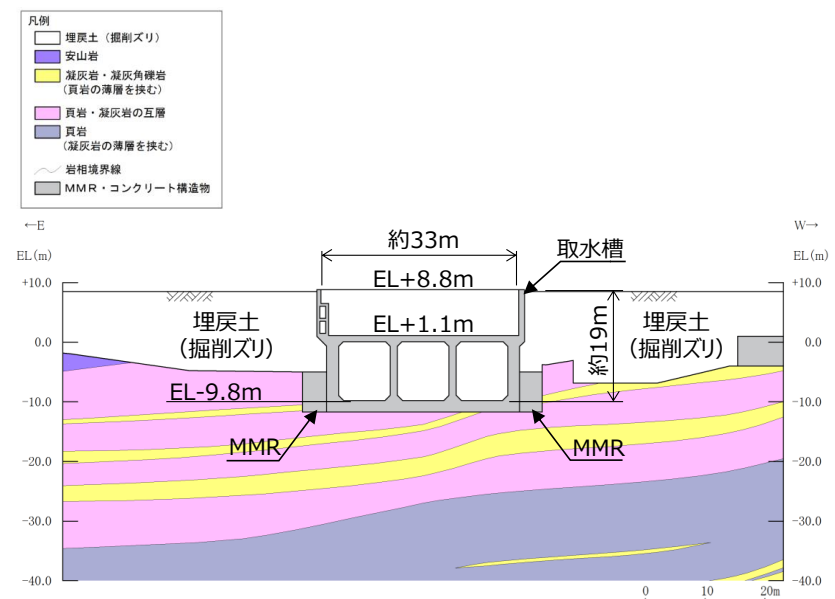 凡例
埋戻土（掘削ズリ）
安山岩
凝灰岩・凝灰角礫岩
(頁岩の薄層を挟む)
頁岩・凝灰岩の互層
頁岩
(凝灰岩の薄層を挟む)
岩相境界線
MMR・コンクリート構造物
←E
W→
EL(m)
EL(m)
約33m
取水槽
+10.0
+10.0
EL+8.8m
埋戻土
(掘削ズリ)
EL+1.1m
約19m
埋戻土
(掘削ズリ)
0.0
0.0
EL-9.8m
-10.0
-10.0
MMR
MMR
-20.0
-20.0
-30.0
-30.0
-40.0
-40.0
0 10 20m